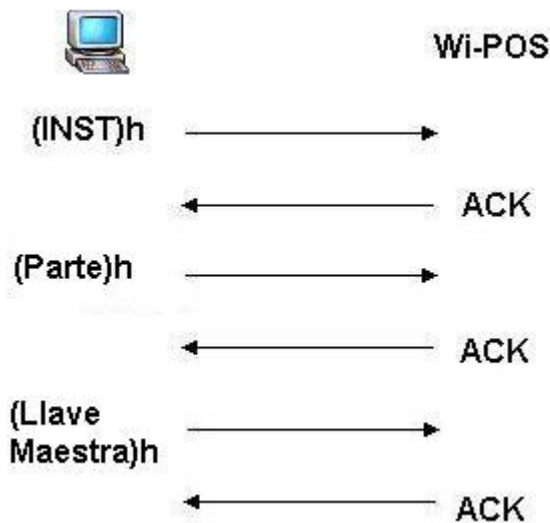 Wi-POS
(INST)h
ACK
(Parte)h
ACK
(Llave
Maestra)h
ACK